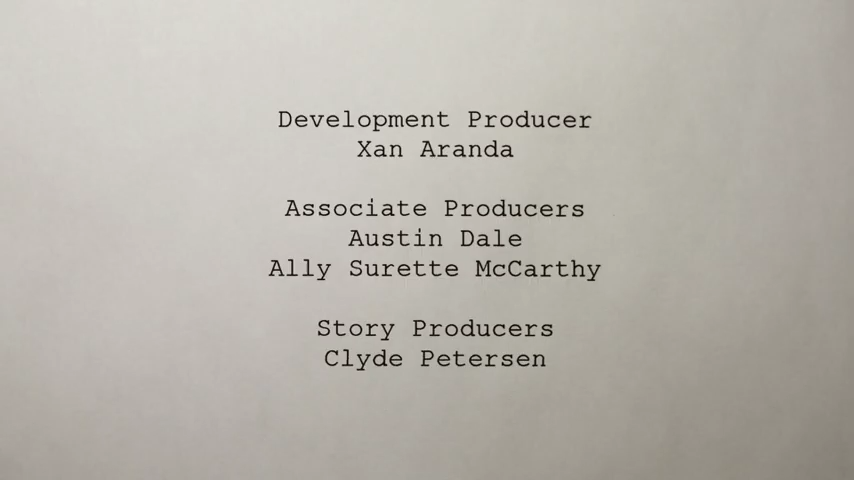 Development Producer
Xan Aranda
Associate Producers
Austin Dale
Ally Surette McCarthy
Story Producers
Clyde Petersen